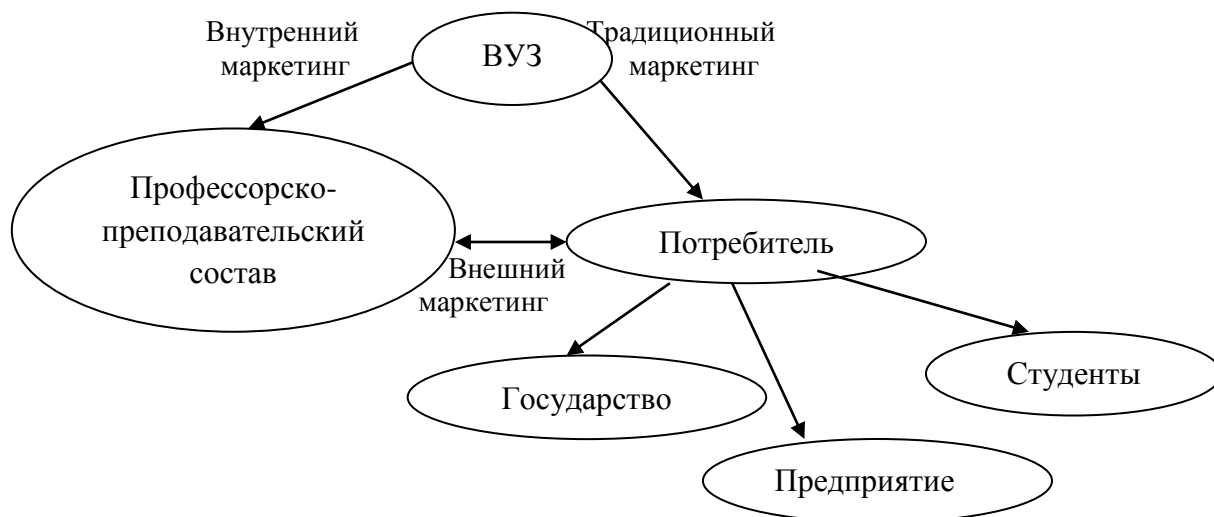 Внутренний
маркетинг
ВУЗ
Традиционный
маркетинг
Профессорско-
преподавательский
состав
Потребитель
Внешний
маркетинг
Государство
Студенты
Предприятие